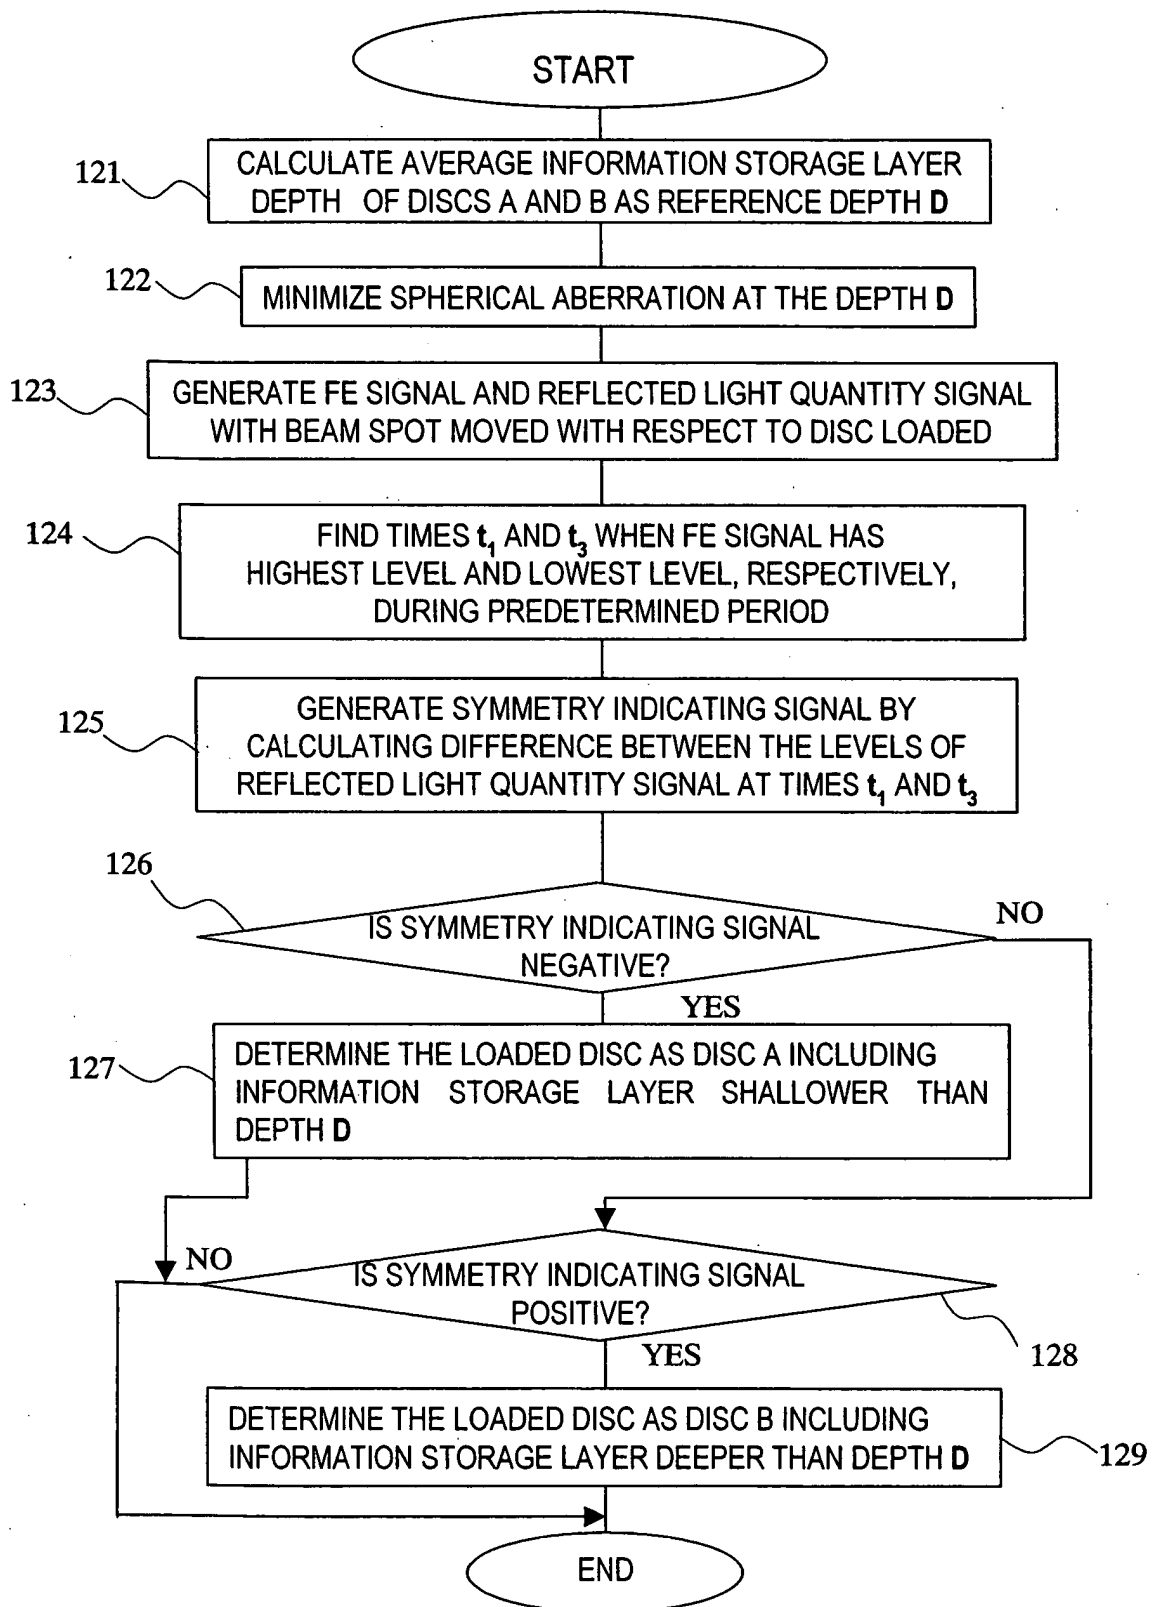 START
121
CALCULATE AVERAGE INFORMATION STORAGE LAYER
DEPTH OF DISCS A AND B AS REFERENCE DEPTH D
122
MINIMIZE SPHERICAL ABERRATION AT THE DEPTH D
123
GENERATE FE SIGNAL AND REFLECTED LIGHT QUANTITY SIGNAL
WITH BEAM SPOT MOVED WITH RESPECT TO DISC LOADED
124
FIND TIMES t1 AND t3 WHEN FE SIGNAL HAS
HIGHEST LEVEL AND LOWEST LEVEL, RESPECTIVELY,
DURING PREDETERMINED PERIOD
125
GENERATE SYMMETRY INDICATING SIGNAL BY
CALCULATING DIFFERENCE BETWEEN THE LEVELS OF
REFLECTED LIGHT QUANTITY SIGNAL AT TIMES t1 AND t3
126
IS SYMMETRY INDICATING SIGNAL
NEGATIVE?
NO
YES
127
DETERMINE THE LOADED DISC AS DISC A INCLUDING
INFORMATION STORAGE LAYER SHALLOWER THAN
DEPTH D
NO
IS SYMMETRY INDICATING SIGNAL
POSITIVE?
128
YES
DETERMINE THE LOADED DISC AS DISC B INCLUDING
INFORMATION STORAGE LAYER DEEPER THAN DEPTH D
129
END